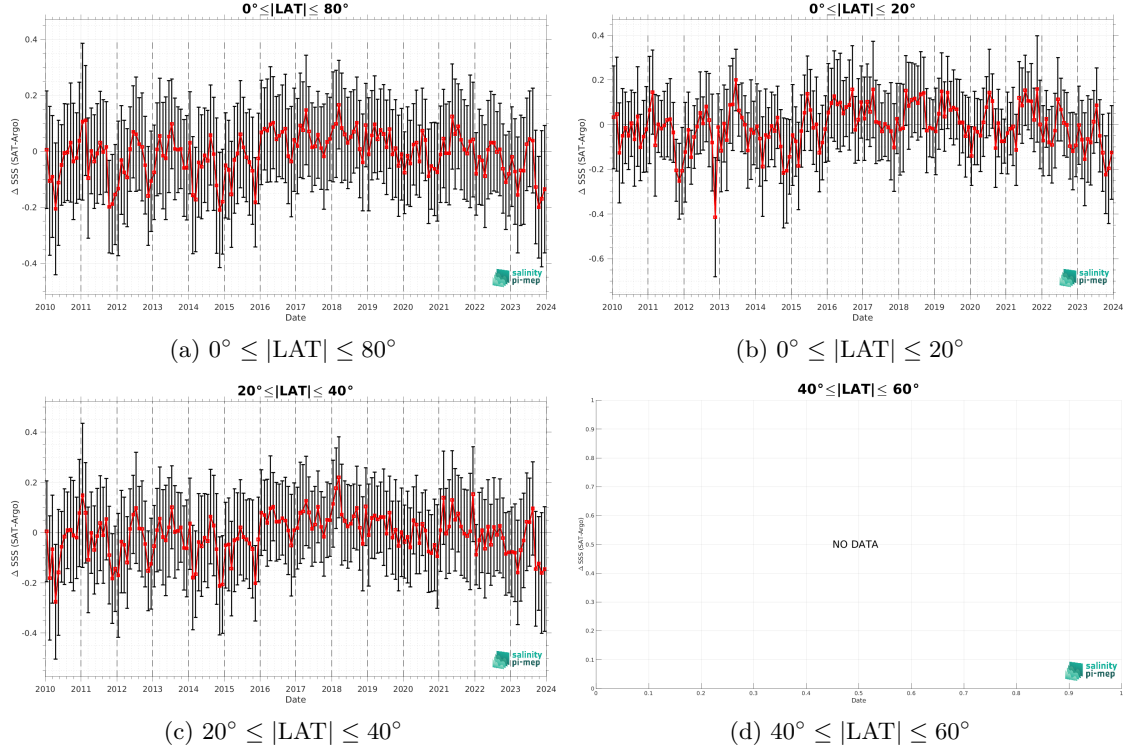 0°≤|LAT|≤ 80°
0.4
0.2
0
-0.2
-0.4
Δ SSS (SAT-Argo)
2010 2011 2012 2013 2014 2015 2016 2017 2018 2019 2020 2021 2022 2023 2024
Date
salinity
pi-mep
(a) 0° ≤ |LAT| ≤ 80°
0°≤|LAT|≤ 20°
0.4
0.2
0
-0.2
-0.4
-0.6
Δ SSS (SAT-Argo)
2010 2011 2012 2013 2014 2015 2016 2017 2018 2019 2020 2021 2022 2023 2024
Date
salinity
pi-mep
(b) 0° ≤ |LAT| ≤ 20°
20°≤|LAT|≤ 40°
0.4
0.2
0
-0.2
-0.4
Δ SSS (SAT-Argo)
2010 2011 2012 2013 2014 2015 2016 2017 2018 2019 2020 2021 2022 2023 2024
Date
salinity
pi-mep
(c) 20° ≤ |LAT| ≤ 40°
40°≤|LAT|≤ 60°
1
0.9
0.8
0.7
0.6
0.5
0.4
0.3
0.2
0.1
0
Δ SSS (SAT-Argo)
NO DATA
0 0.1 0.2 0.3 0.4 0.5 0.6 0.7 0.8 0.9 1
Date
salinity
pi-mep
(d) 40° ≤ |LAT| ≤ 60°